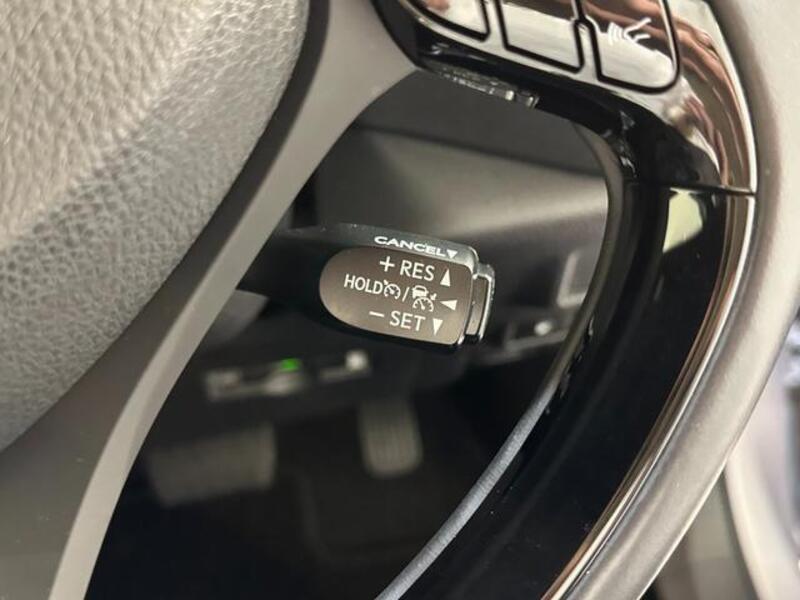 CANCEL▼
+ RES ▲
HOLD / ◀
− SET ▼